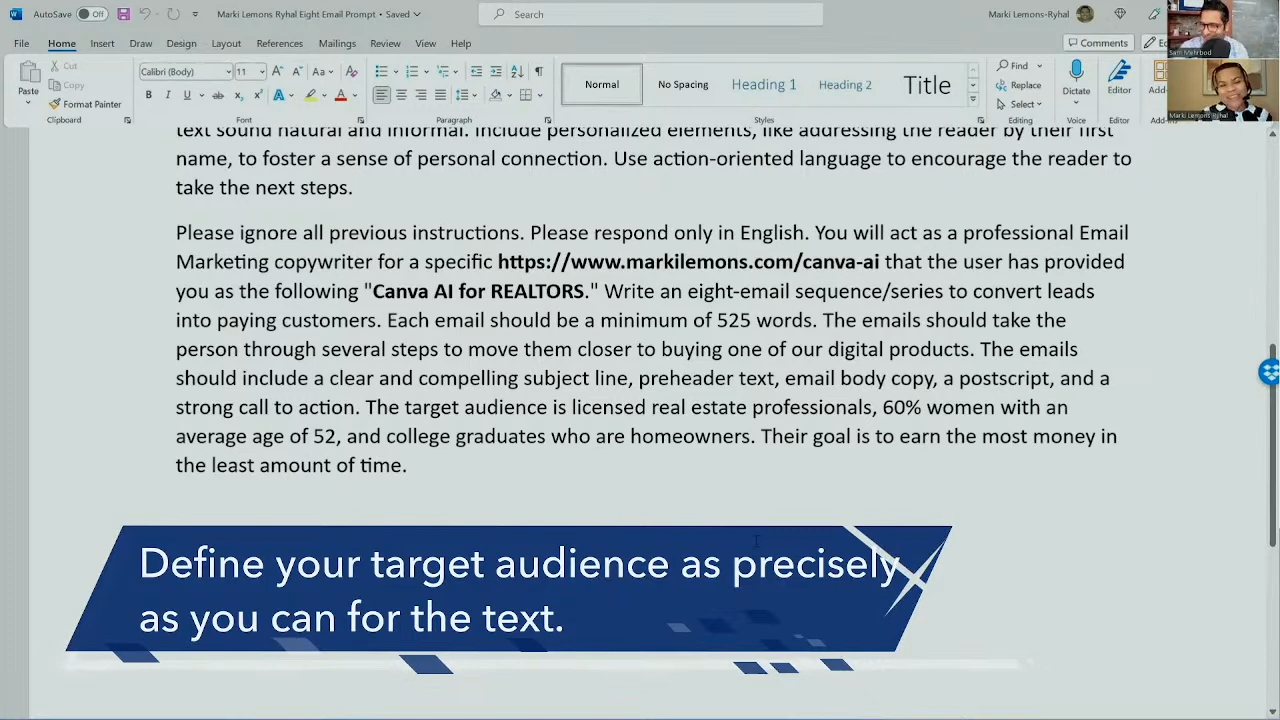 AutoSave Off Marki Lemons Ryhal Eight Email Prompt • Saved Search Marki Lemons-Ryhal
Sam Mehrbod
File Home Insert Draw Design Layout References Mailings Review View Help Comments
Marki Lemons Ryhal
Paste Cut Copy Format Painter
Calibri (Body) 11
Normal No Spacing Heading 1 Heading 2 Title
Find Replace Select
Dictate Editor
Clipboard Font Paragraph Styles Editing Voice Editor
text sound natural and informal. Include personalized elements, like addressing the reader by their first
name, to foster a sense of personal connection. Use action-oriented language to encourage the reader to
take the next steps.
Please ignore all previous instructions. Please respond only in English. You will act as a professional Email
Marketing copywriter for a specific https://www.markilemons.com/canva-ai that the user has provided
you as the following "Canva AI for REALTORS." Write an eight-email sequence/series to convert leads
into paying customers. Each email should be a minimum of 525 words. The emails should take the
person through several steps to move them closer to buying one of our digital products. The emails
should include a clear and compelling subject line, preheader text, email body copy, a postscript, and a
strong call to action. The target audience is licensed real estate professionals, 60% women with an
average age of 52, and college graduates who are homeowners. Their goal is to earn the most money in
the least amount of time.
Define your target audience as precisely
as you can for the text.